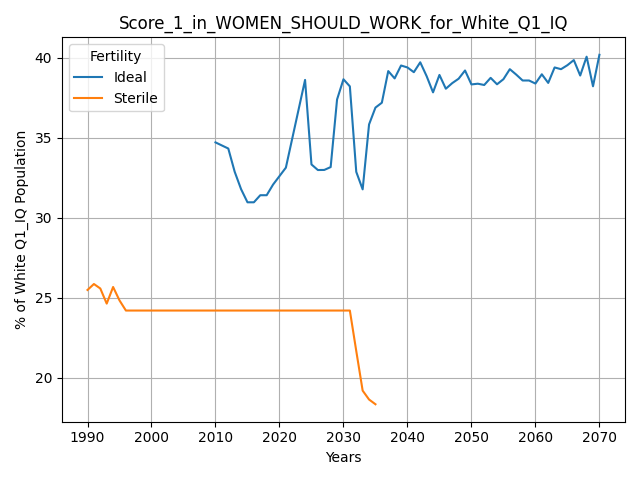 Score_1_in_WOMEN_SHOULD_WORK_for_White_Q1_IQ
Fertility
Ideal
Sterile
% of White Q1_IQ Population
40
35
30
25
20
1990 2000 2010 2020 2030 2040 2050 2060 2070
Years